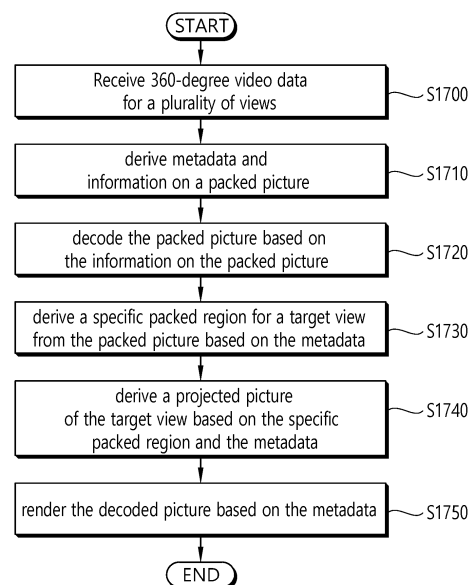 START
Receive 360-degree video data
for a plurality of views
S1700
derive metadata and
information on a packed picture
S1710
decode the packed picture based on
the information on the packed picture
S1720
derive a specific packed region for a target view
from the packed picture based on the metadata
S1730
derive a projected picture
of the target view based on the specific
packed region and the metadata
S1740
render the decoded picture based on the metadata
S1750
END